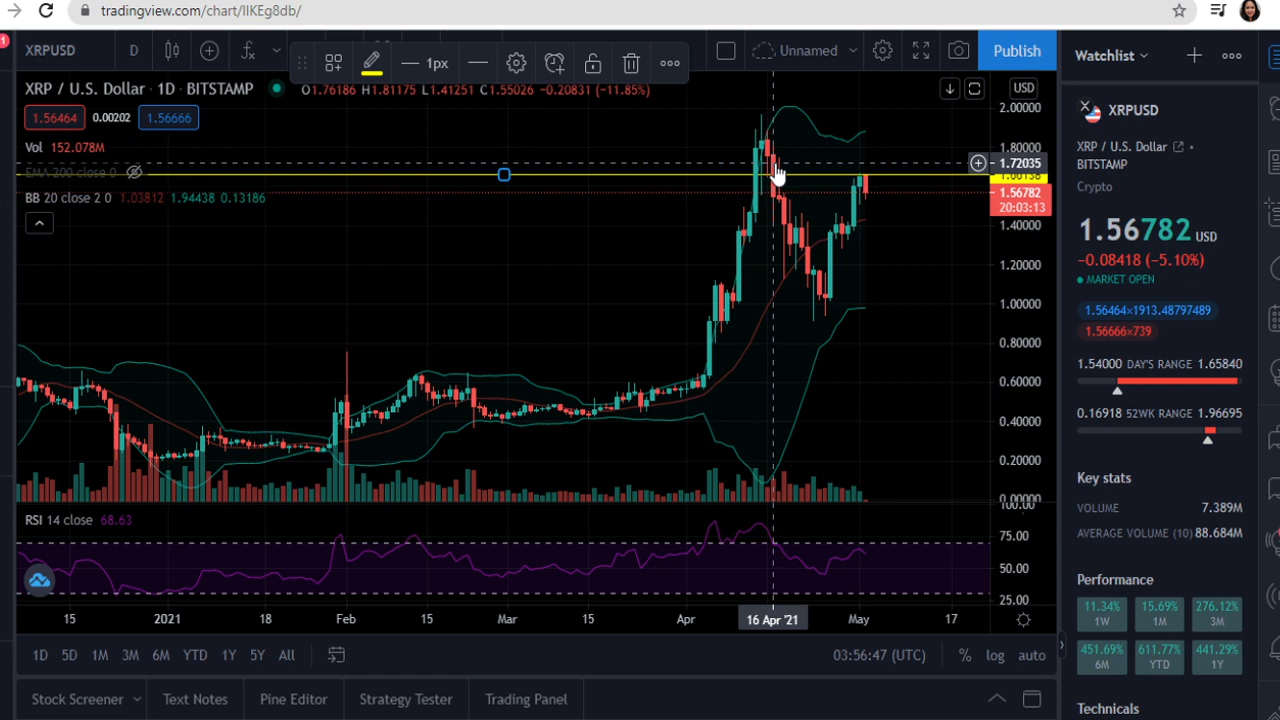 tradingview.com/chart/IIKEg8db/
1
XRPUSD D 1px Unnamed Publish Watchlist
XRP / U.S. Dollar · 1D · BITSTAMP O1.76186 H1.81175 L1.41251 C1.55026 -0.20831 (-11.85%) USD
1.56464 0.00202 1.56666
Vol 152.078M
EMA 200 close 0
BB 20 close 2 0 1.03812 1.94438 0.13186
2.00000
1.80000
1.72035
1.56782
20:03:13
1.40000
1.20000
1.00000
0.80000
0.60000
0.40000
0.20000
0.00000
RSI 14 close 68.63
100.00
75.00
50.00
25.00
15 2021 18 Feb 15 Mar 15 Apr 16 Apr '21 May 17
1D 5D 1M 3M 6M YTD 1Y 5Y All 03:56:47 (UTC) % log auto
Stock Screener Text Notes Pine Editor Strategy Tester Trading Panel
XRPUSD
XRP / U.S. Dollar
BITSTAMP
Crypto
1.56782 USD
-0.08418 (-5.10%)
MARKET OPEN
1.56464×1913.48797489
1.56666×739
1.54000 DAY'S RANGE 1.65840
0.16918 52WK RANGE 1.96695
Key stats
VOLUME 7.389M
AVERAGE VOLUME (10) 88.684M
Performance
11.34% 15.69% 276.12%
1W 1M 3M
451.69% 611.77% 441.29%
6M YTD 1Y
Technicals